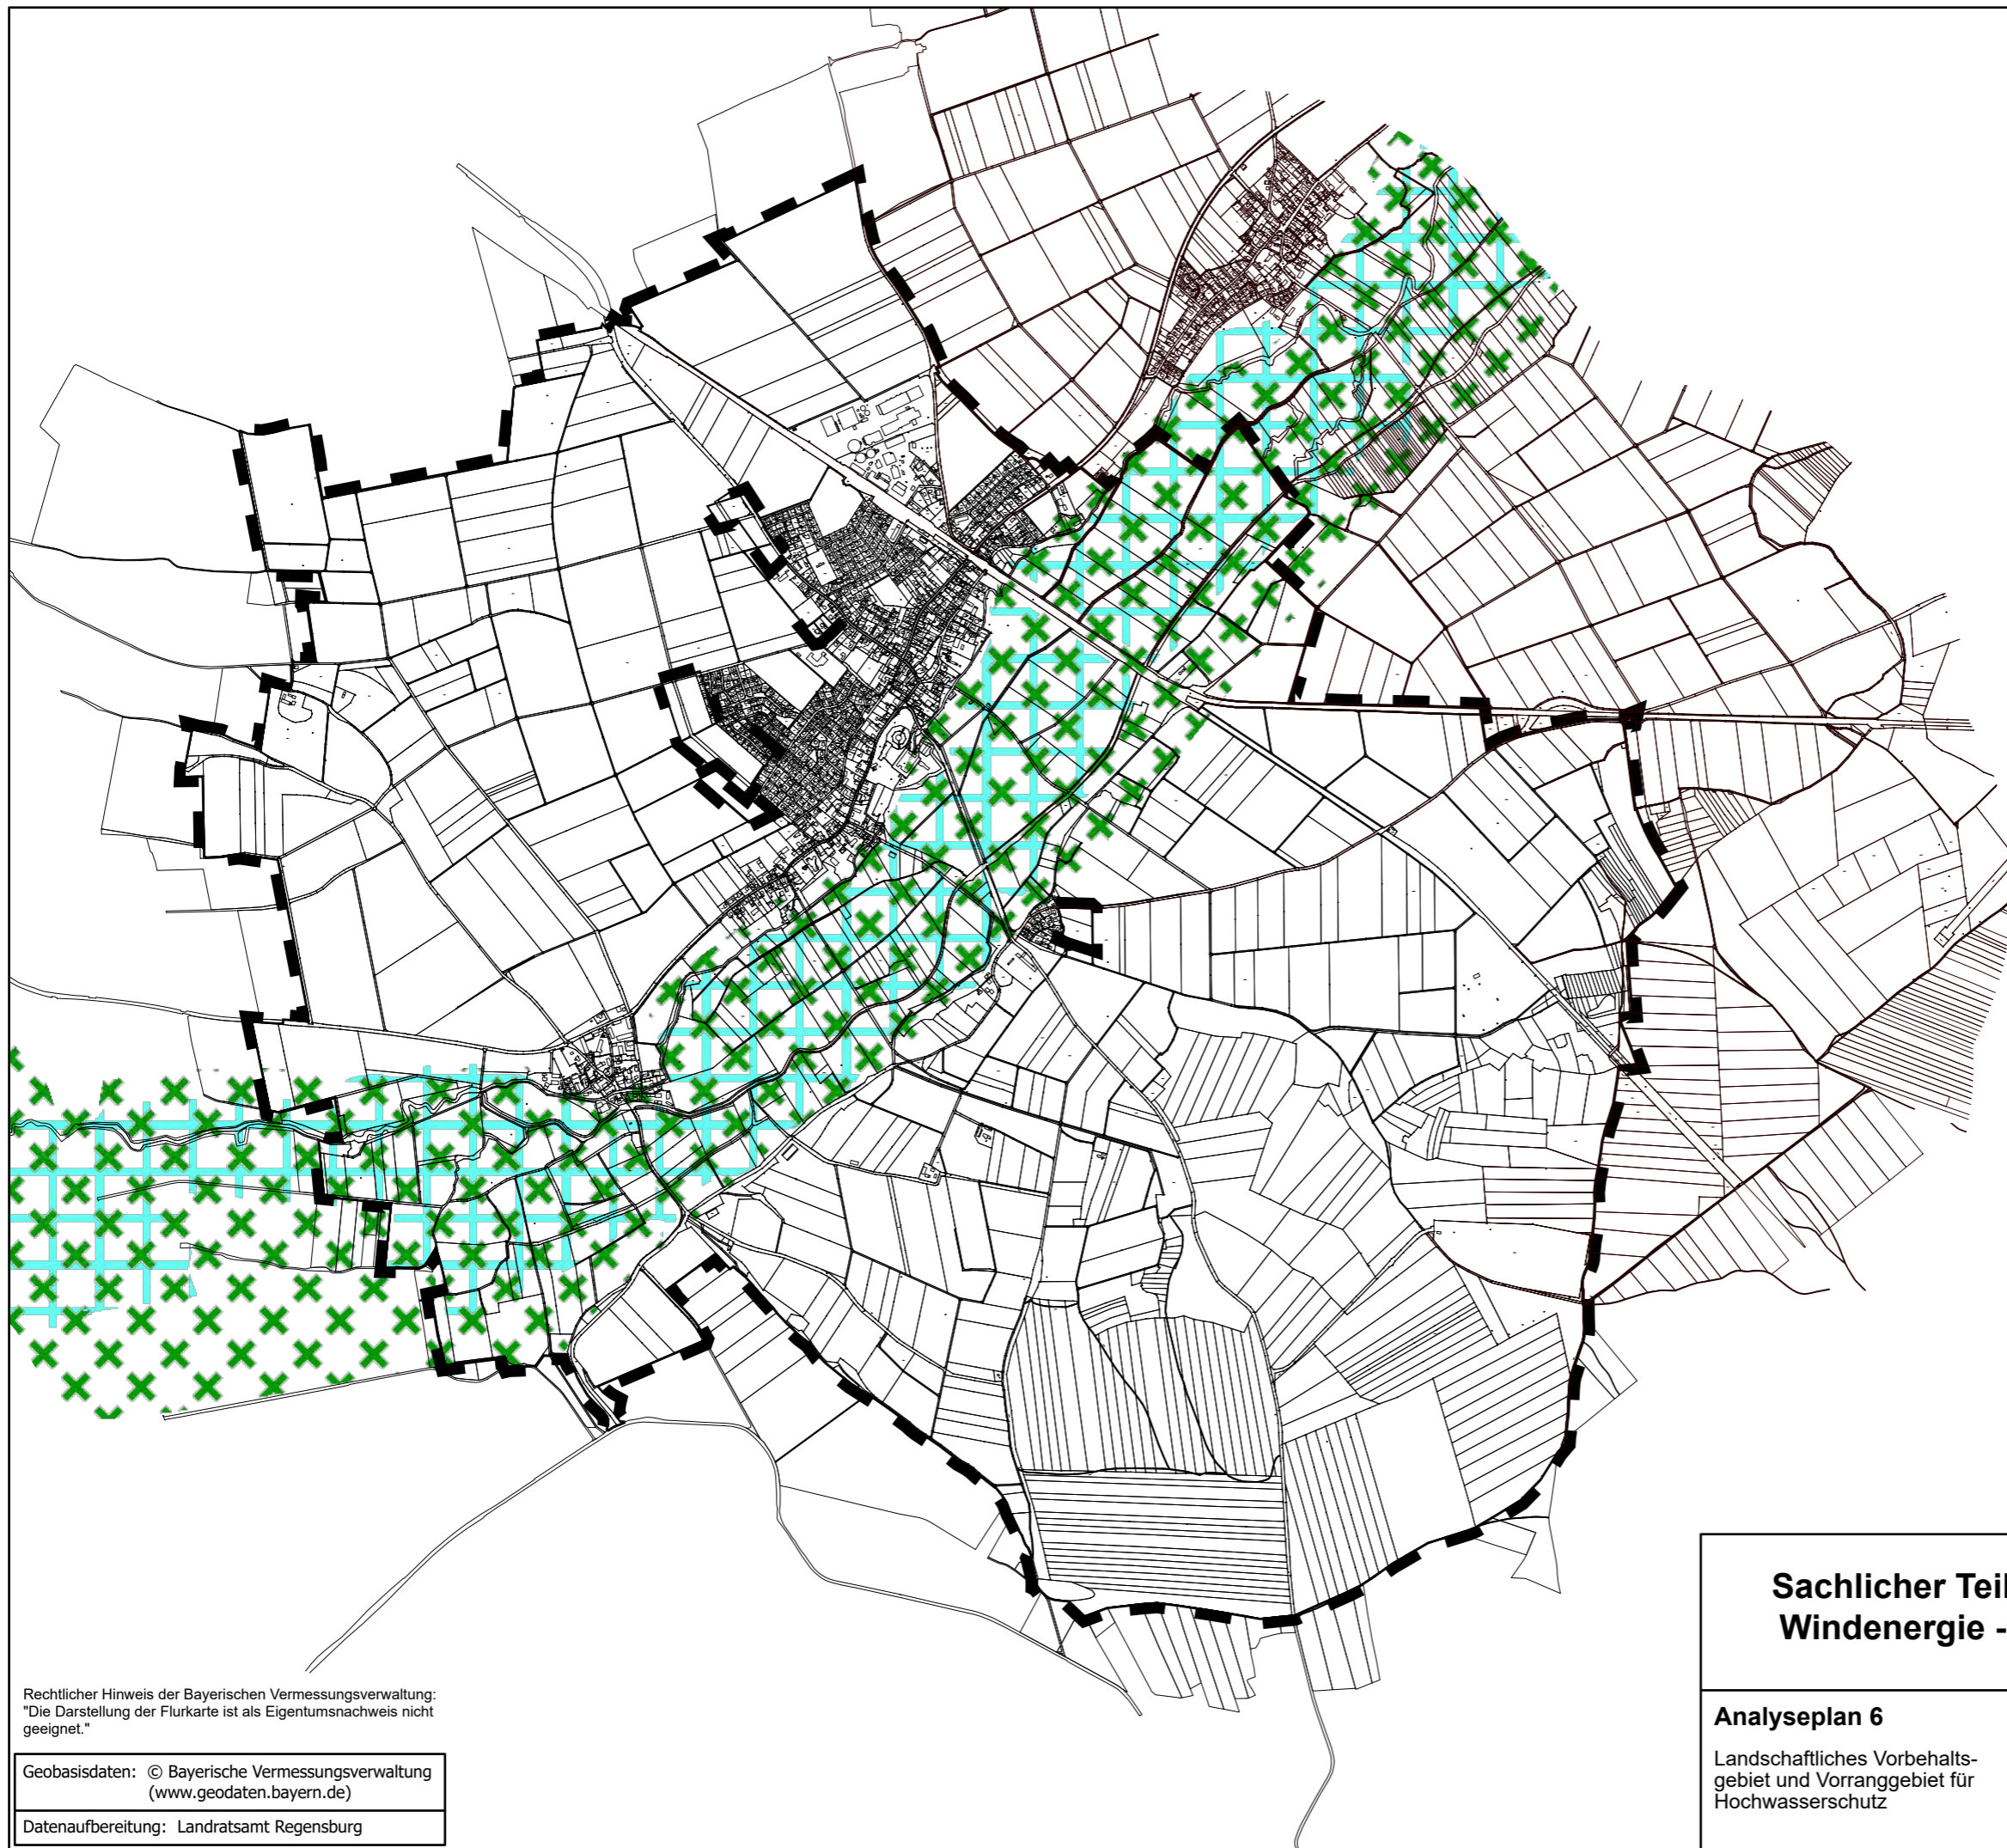 Sachlicher Teil
Windenergie -
Analyseplan 6
Landschaftliches Vorbehalts-
gebiet und Vorranggebiet für
Hochwasserschutz
Rechtlicher Hinweis der Bayerischen Vermessungsverwaltung:
"Die Darstellung der Flurkarte ist als Eigentumsnachweis nicht
geeignet."
Geobasisdaten: © Bayerische Vermessungsverwaltung
(www.geodaten.bayern.de)
Datenaufbereitung: Landratsamt Regensburg